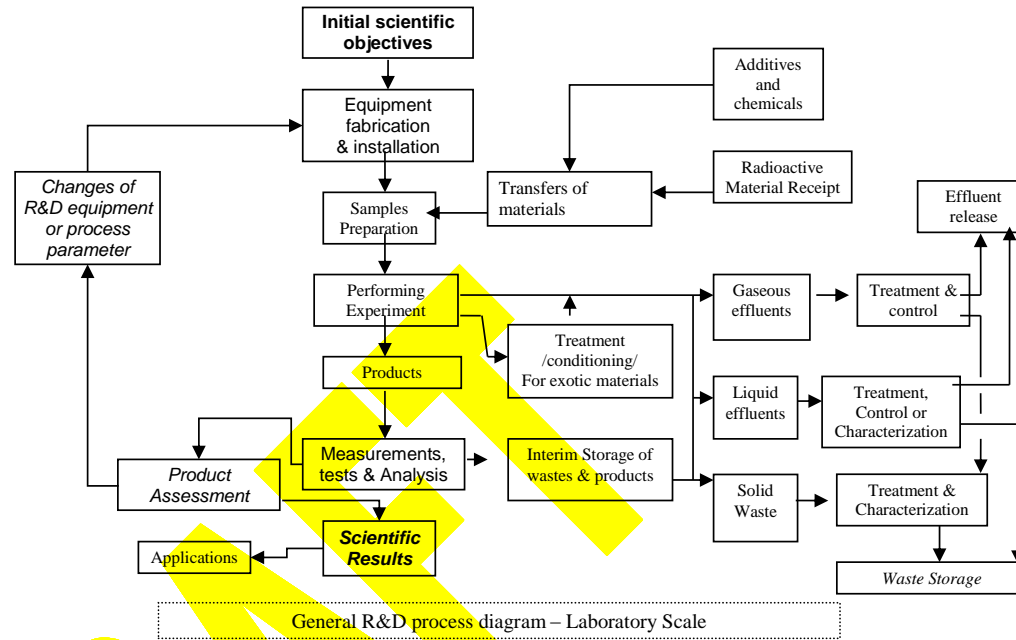 Initial scientific
objectives
Additives
and
chemicals
Equipment
fabrication
& installation
Changes of
R&D equipment
or process
parameter
Transfers of
materials
Radioactive
Material Receipt
Effluent
release
Samples
Preparation
Performing
Experiment
Gaseous
effluents
Treatment &
control
Treatment
/conditioning/
For exotic materials
Products
Liquid
effluents
Treatment,
Control or
Characterization
Measurements,
tests & Analysis
Interim Storage of
wastes & products
Product
Assessment
Solid
Waste
Treatment &
Characterization
Scientific
Results
Applications
Waste Storage
General R&D process diagram – Laboratory Scale